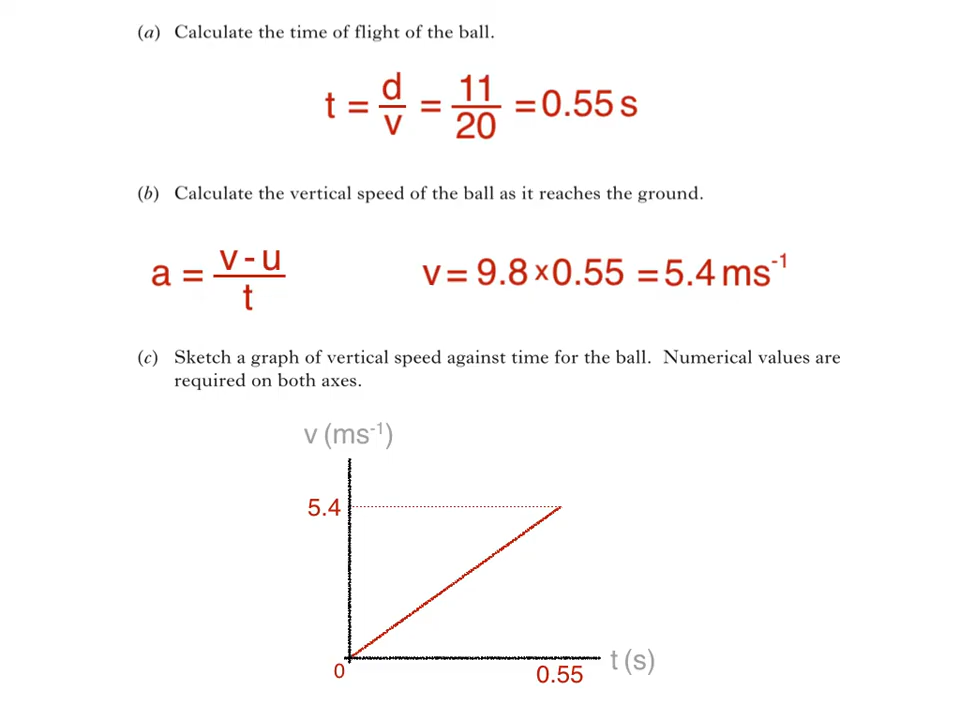 (a) Calculate the time of flight of the ball.
t = d/v = 11/20 = 0.55 s
(b) Calculate the vertical speed of the ball as it reaches the ground.
a = v - u/t v = 9.8 x 0.55 = 5.4 ms⁻¹
(c) Sketch a graph of vertical speed against time for the ball. Numerical values are
required on both axes.
v (ms⁻¹)
5.4
0
0.55
t (s)